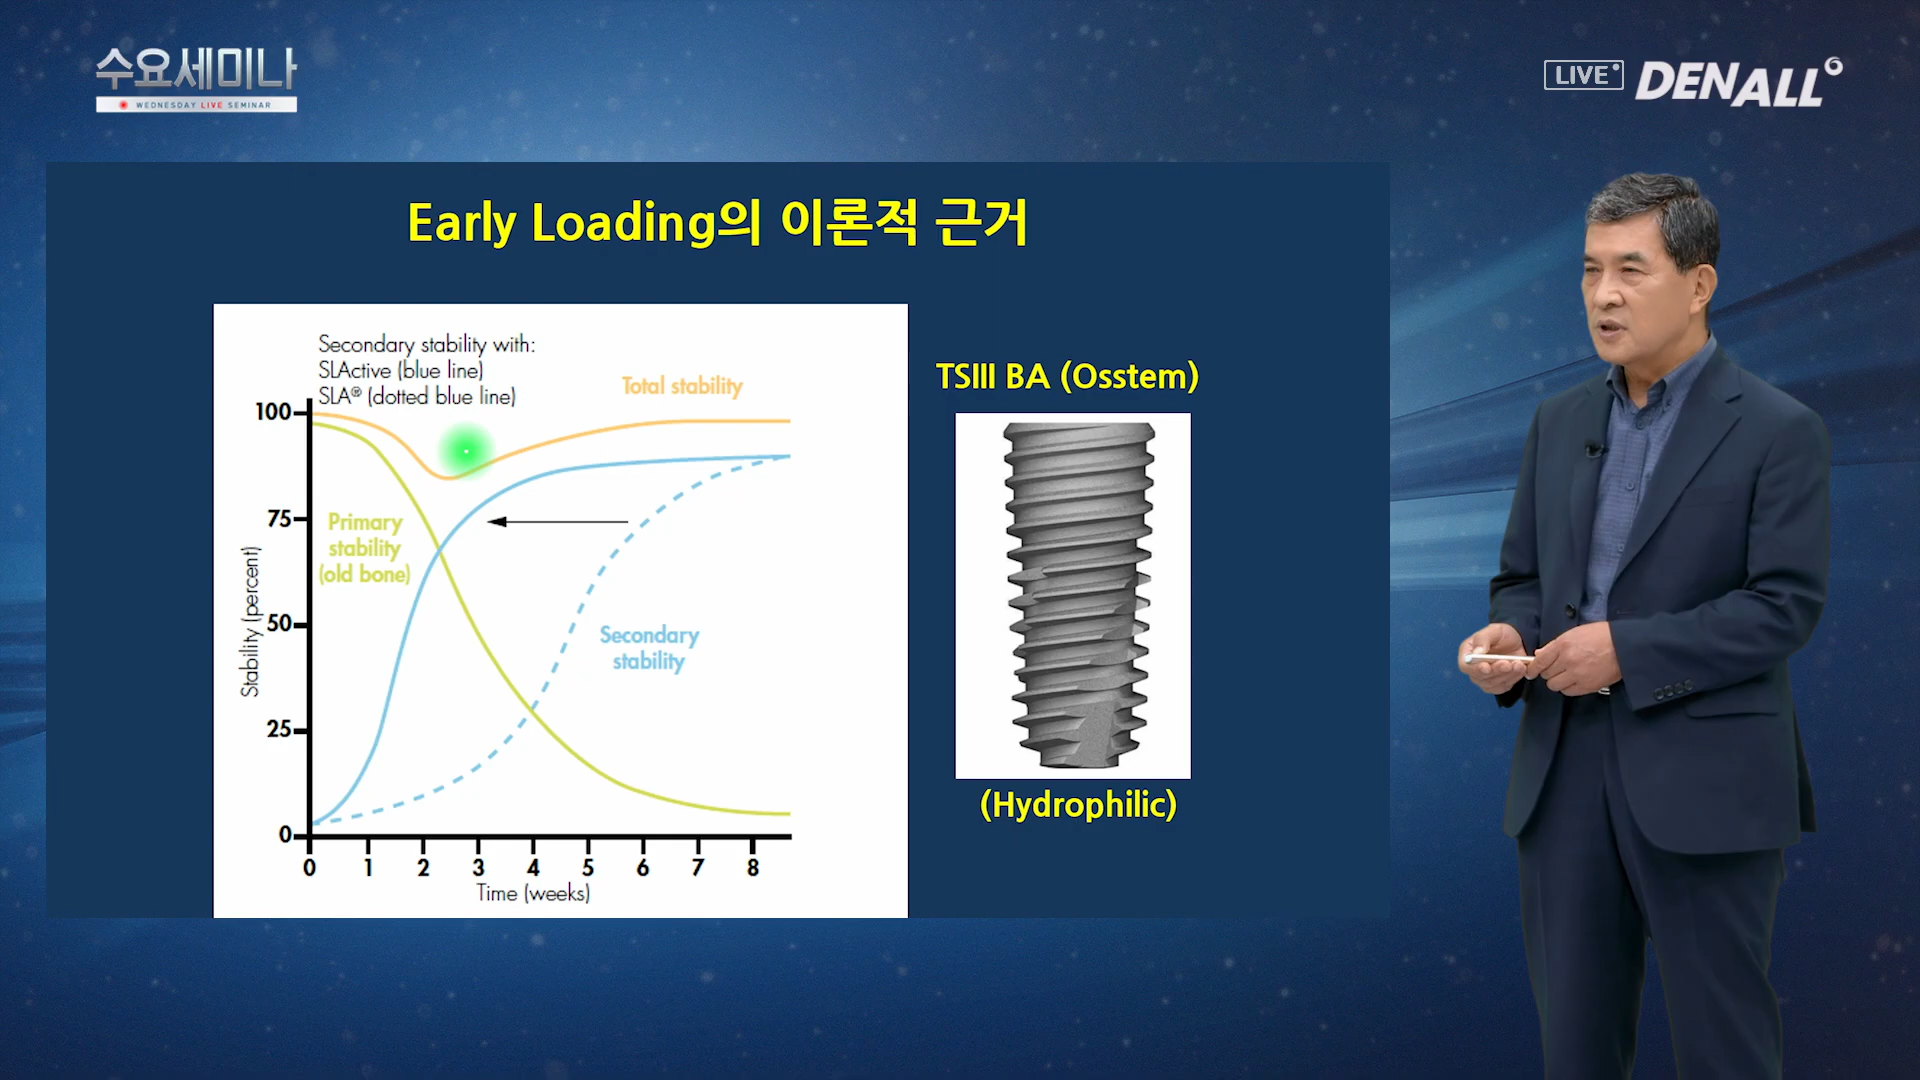 수요세미나
WEDNESDAY LIVE SEMINAR
LIVE
DENALL
Early Loading의 이론적 근거
Secondary stability with:
SLActive (blue line)
SLA® (dotted blue line)
Total stability
100
75
50
25
0
Primary
stability
(old bone)
Secondary
stability
Stability (percent)
0 1 2 3 4 5 6 7 8
Time (weeks)
TSIII BA (Osstem)
(Hydrophilic)